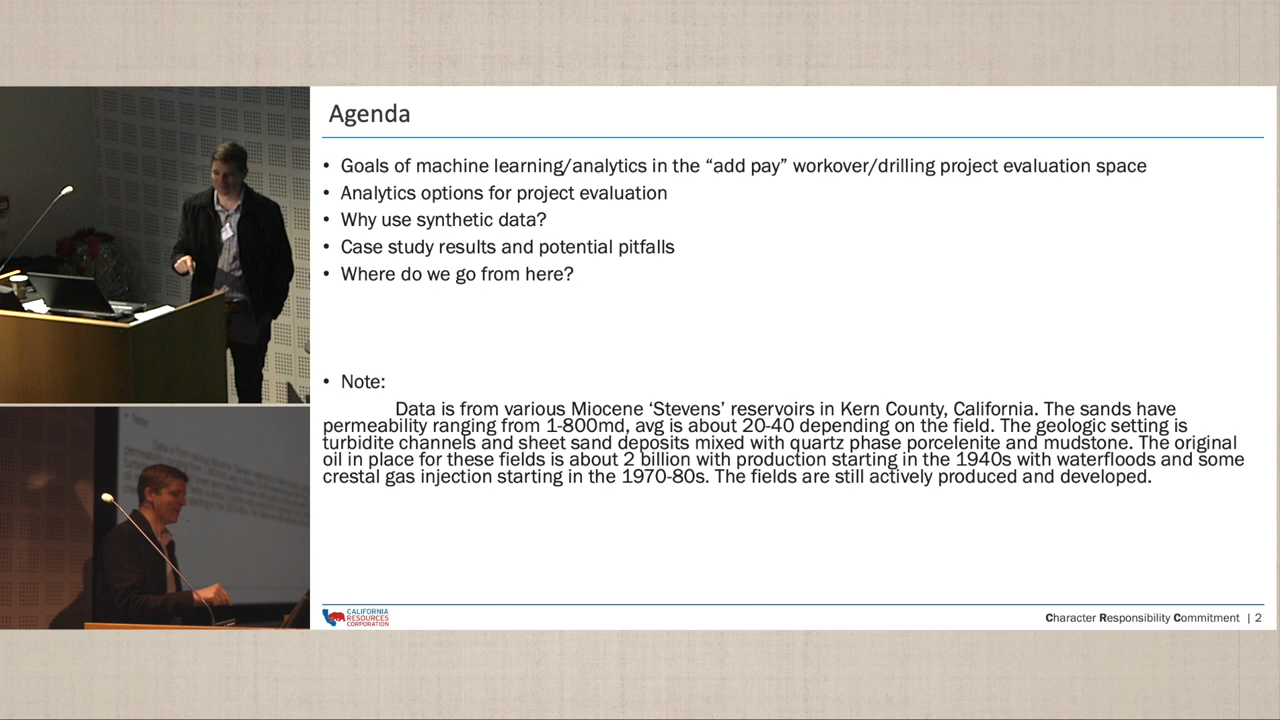 Agenda
• Goals of machine learning/analytics in the “add pay” workover/drilling project evaluation space
• Analytics options for project evaluation
• Why use synthetic data?
• Case study results and potential pitfalls
• Where do we go from here?
• Note:
Data is from various Miocene ‘Stevens’ reservoirs in Kern County, California. The sands have
permeability ranging from 1-800md, avg is about 20-40 depending on the field. The geologic setting is
turbidite channels and sheet sand deposits mixed with quartz phase porcelenite and mudstone. The original
oil in place for these fields is about 2 billion with production starting in the 1940s with waterfloods and some
crestal gas injection starting in the 1970-80s. The fields are still actively produced and developed.
CALIFORNIA
RESOURCES
CORPORATION
Character Responsibility Commitment | 2